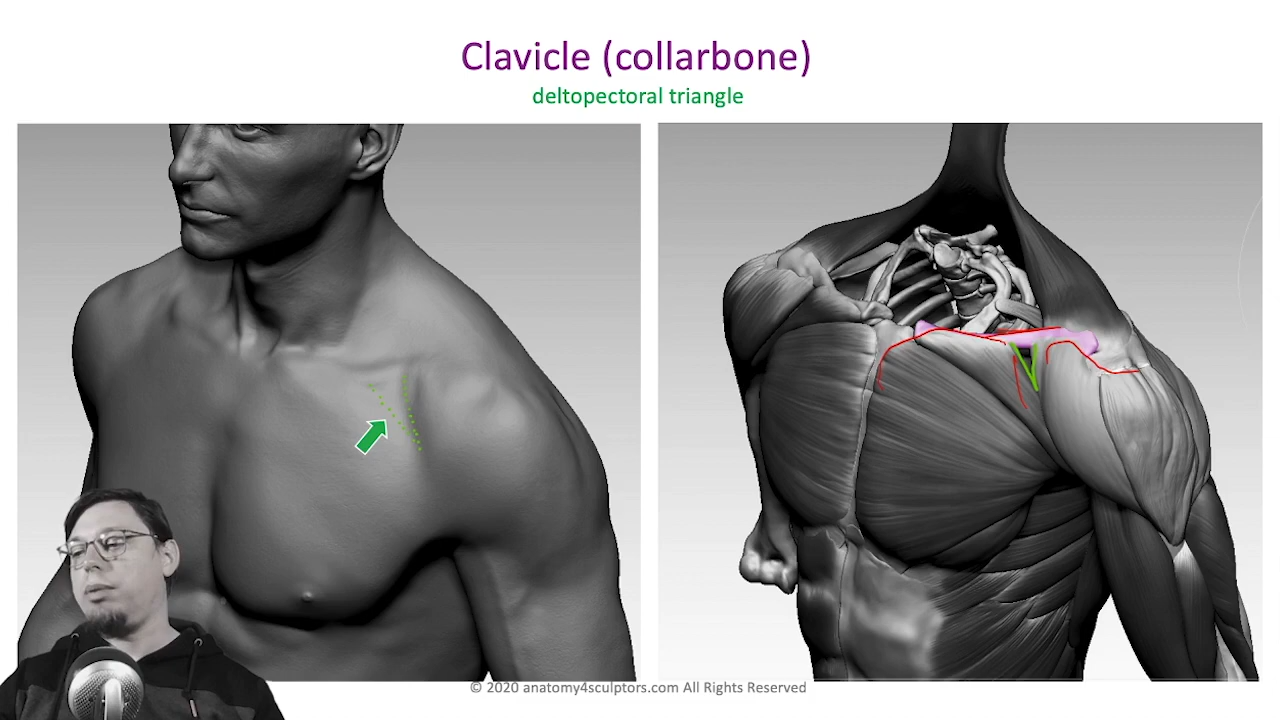 Clavicle (collarbone)
deltopectoral triangle
© 2020 anatomy4sculptors.com All Rights Reserved